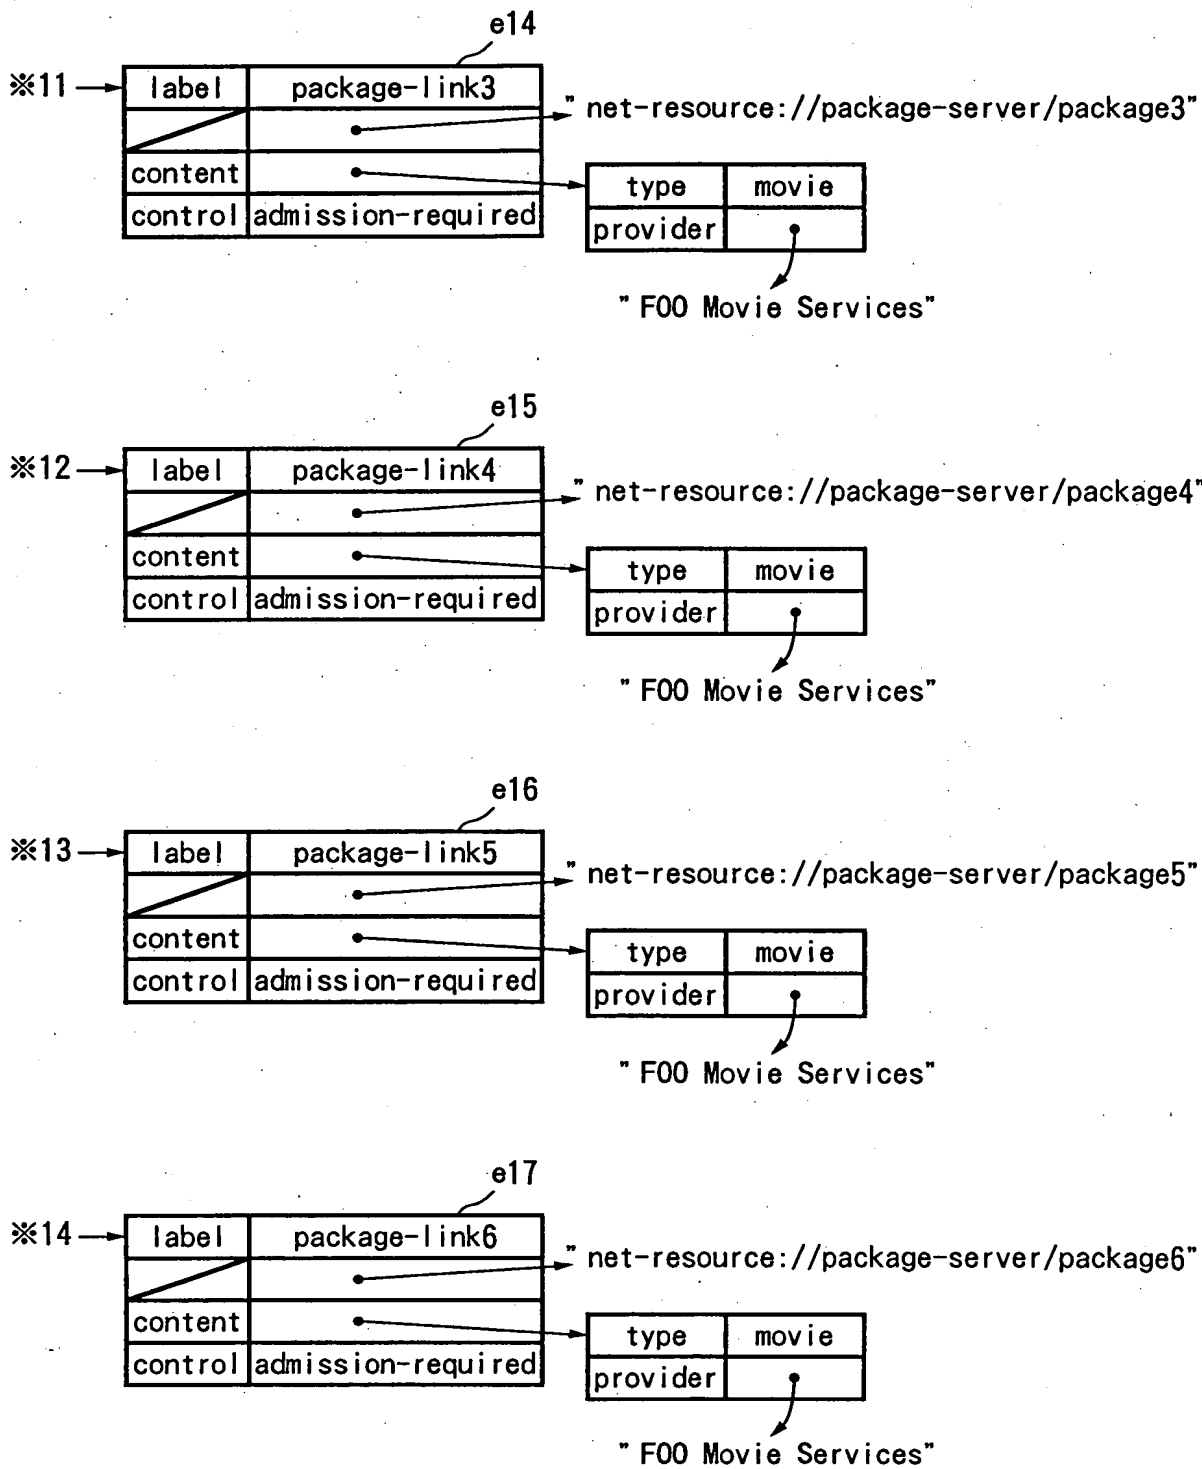 e14
※11 label package-link3
"net-resource://package-server/package3"
content type movie
control admission-required provider
"FOO Movie Services"
e15
※12 label package-link4
"net-resource://package-server/package4"
content type movie
control admission-required provider
"FOO Movie Services"
e16
※13 label package-link5
"net-resource://package-server/package5"
content type movie
control admission-required provider
"FOO Movie Services"
e17
※14 label package-link6
"net-resource://package-server/package6"
content type movie
control admission-required provider
"FOO Movie Services"